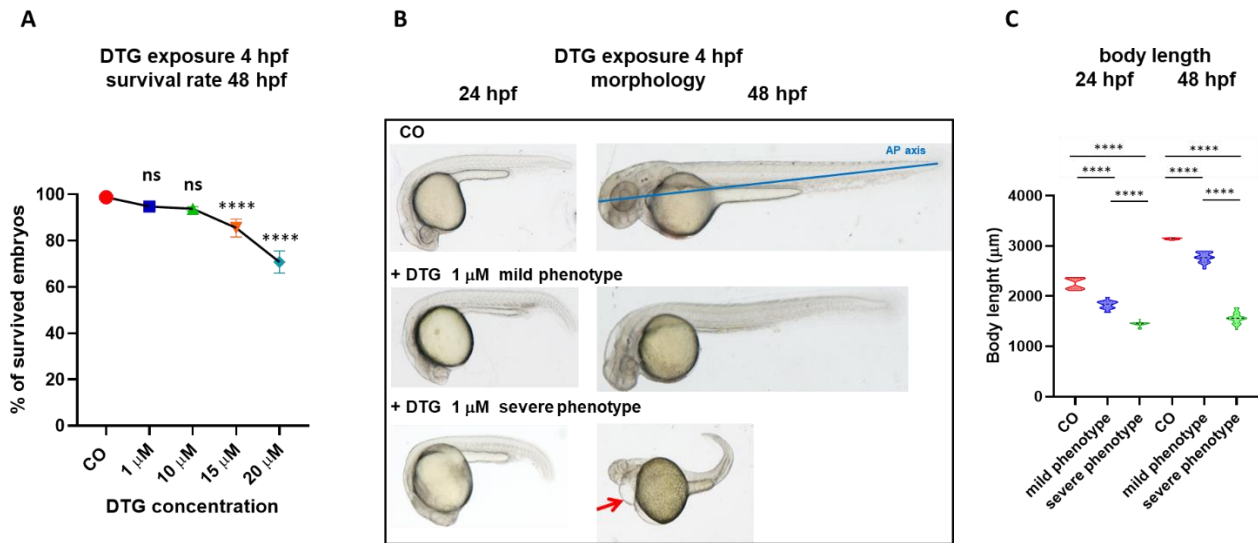 A
DTG exposure 4 hpf
survival rate 48 hpf
% of survived embryos
100
80
60
40
20
0
ns
ns
****
****
CO
1 μM
10 μM
15 μM
20 μM
DTG concentration
B
DTG exposure 4 hpf
morphology
24 hpf
48 hpf
CO
AP axis
+ DTG 1 μM mild phenotype
+ DTG 1 μM severe phenotype
C
body length
24 hpf 48 hpf
****
****
****
****
****
****
Body lenght (μm)
4000
3000
2000
1000
0
CO
mild phenotype
severe phenotype
CO
mild phenotype
severe phenotype